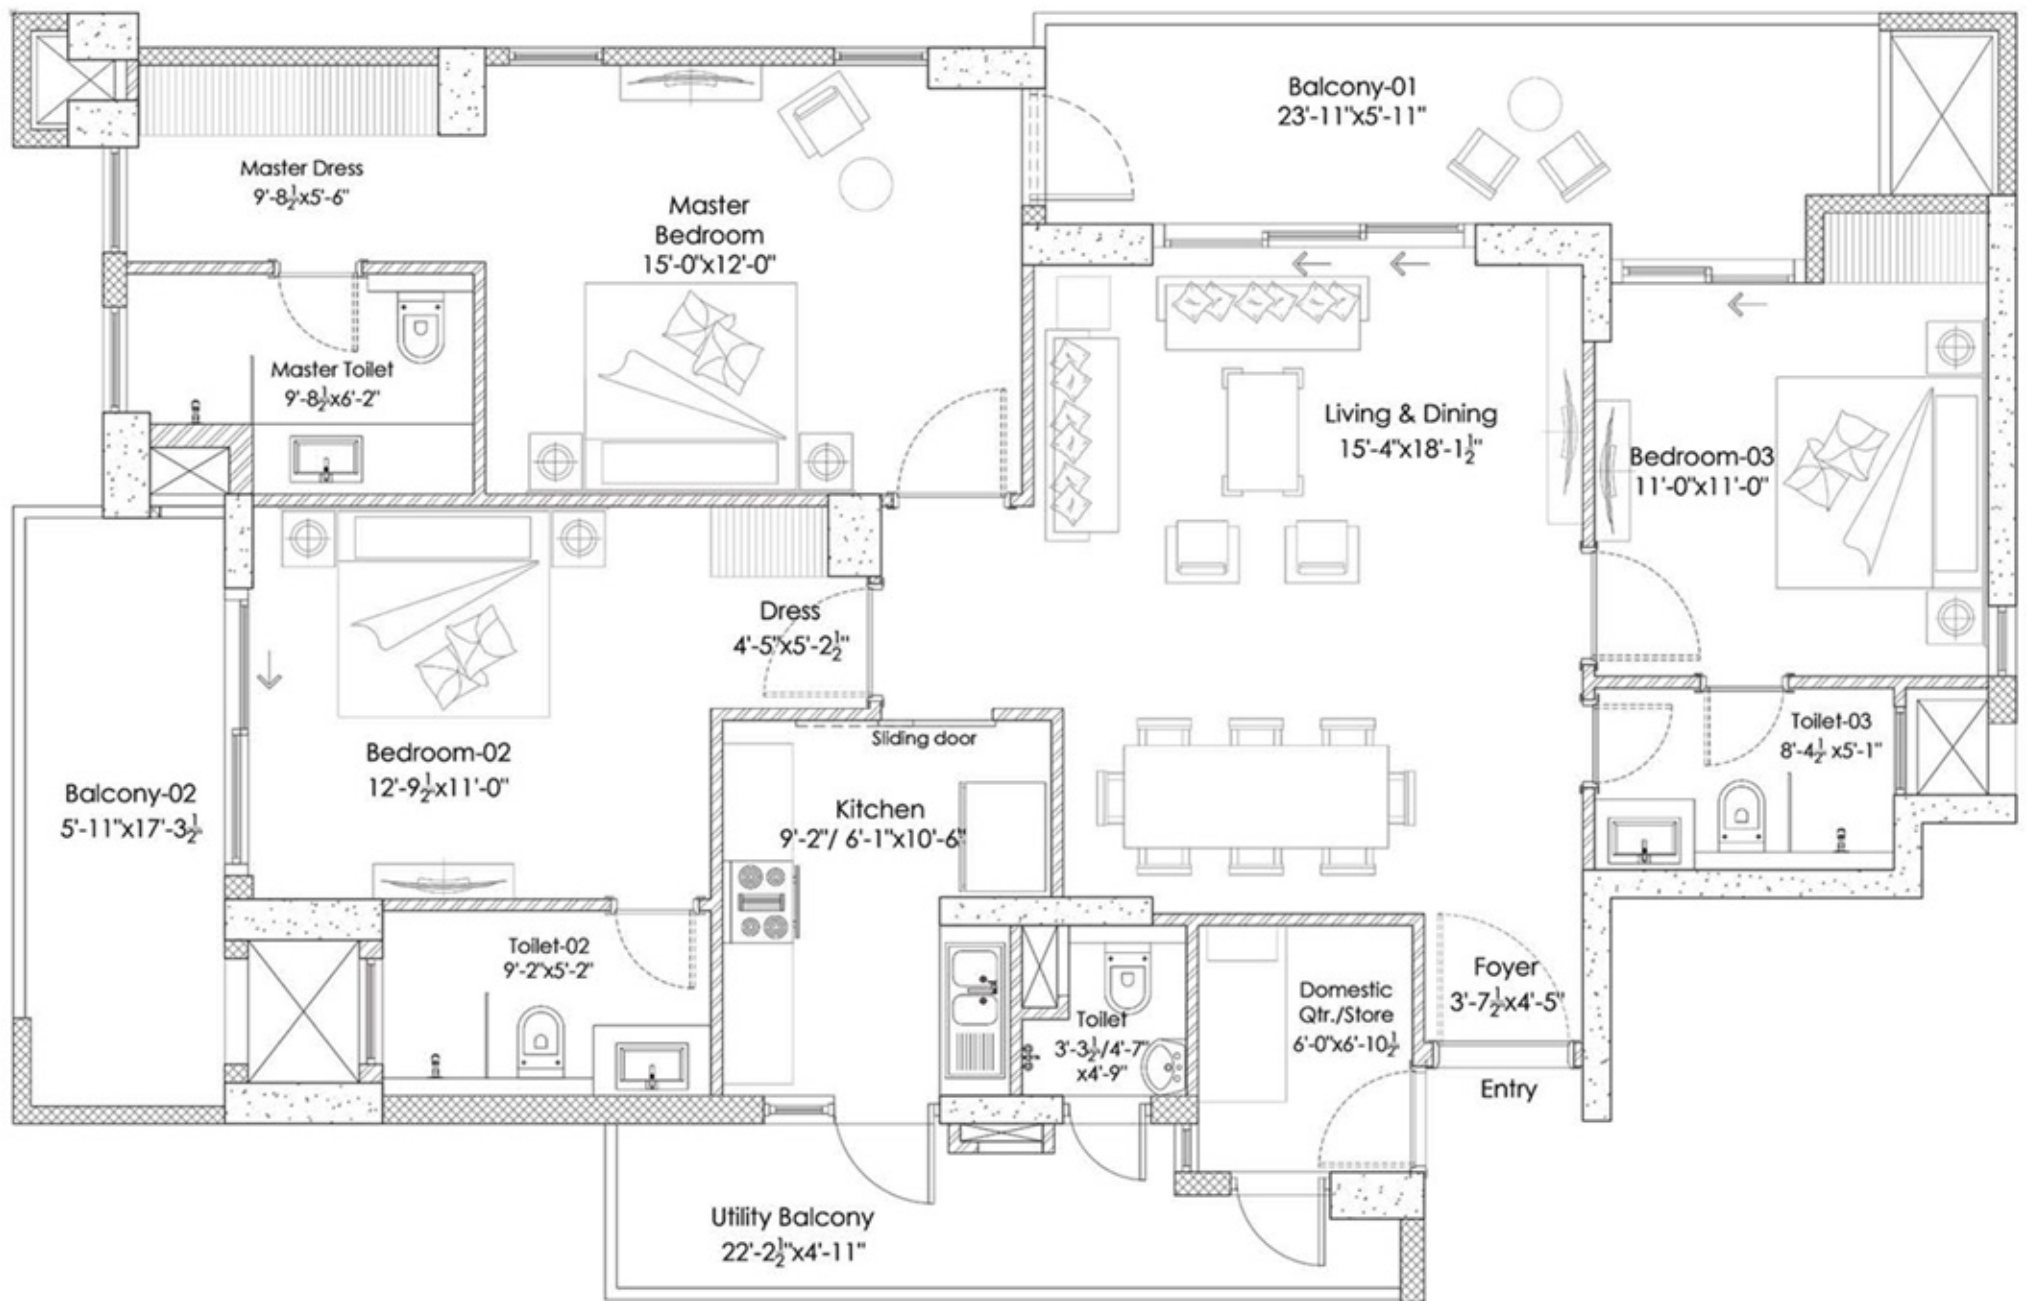 Balcony-01
23'-11"x5'-11"
Master Dress
9'-8½x5'-6"
Master
Bedroom
15'-0"x12'-0"
Master Toilet
9'-8½x6'-2"
Living & Dining
15'-4"x18'-1½"
Bedroom-03
11'-0"x11'-0"
Dress
4'-5"x5'-2½"
Toilet-03
8'-4½ x5'-1"
Sliding door
Bedroom-02
12'-9½x11'-0"
Balcony-02
5'-11"x17'-3½
Kitchen
9'-2"/ 6'-1"x10'-6"
Toilet-02
9'-2"x5'-2"
Foyer
3'-7½x4'-5"
Domestic
Qtr./Store
6'-0"x6'-10½
Toilet
3'-3½/4'-7"
x4'-9"
Entry
Utility Balcony
22'-2½"x4'-11"